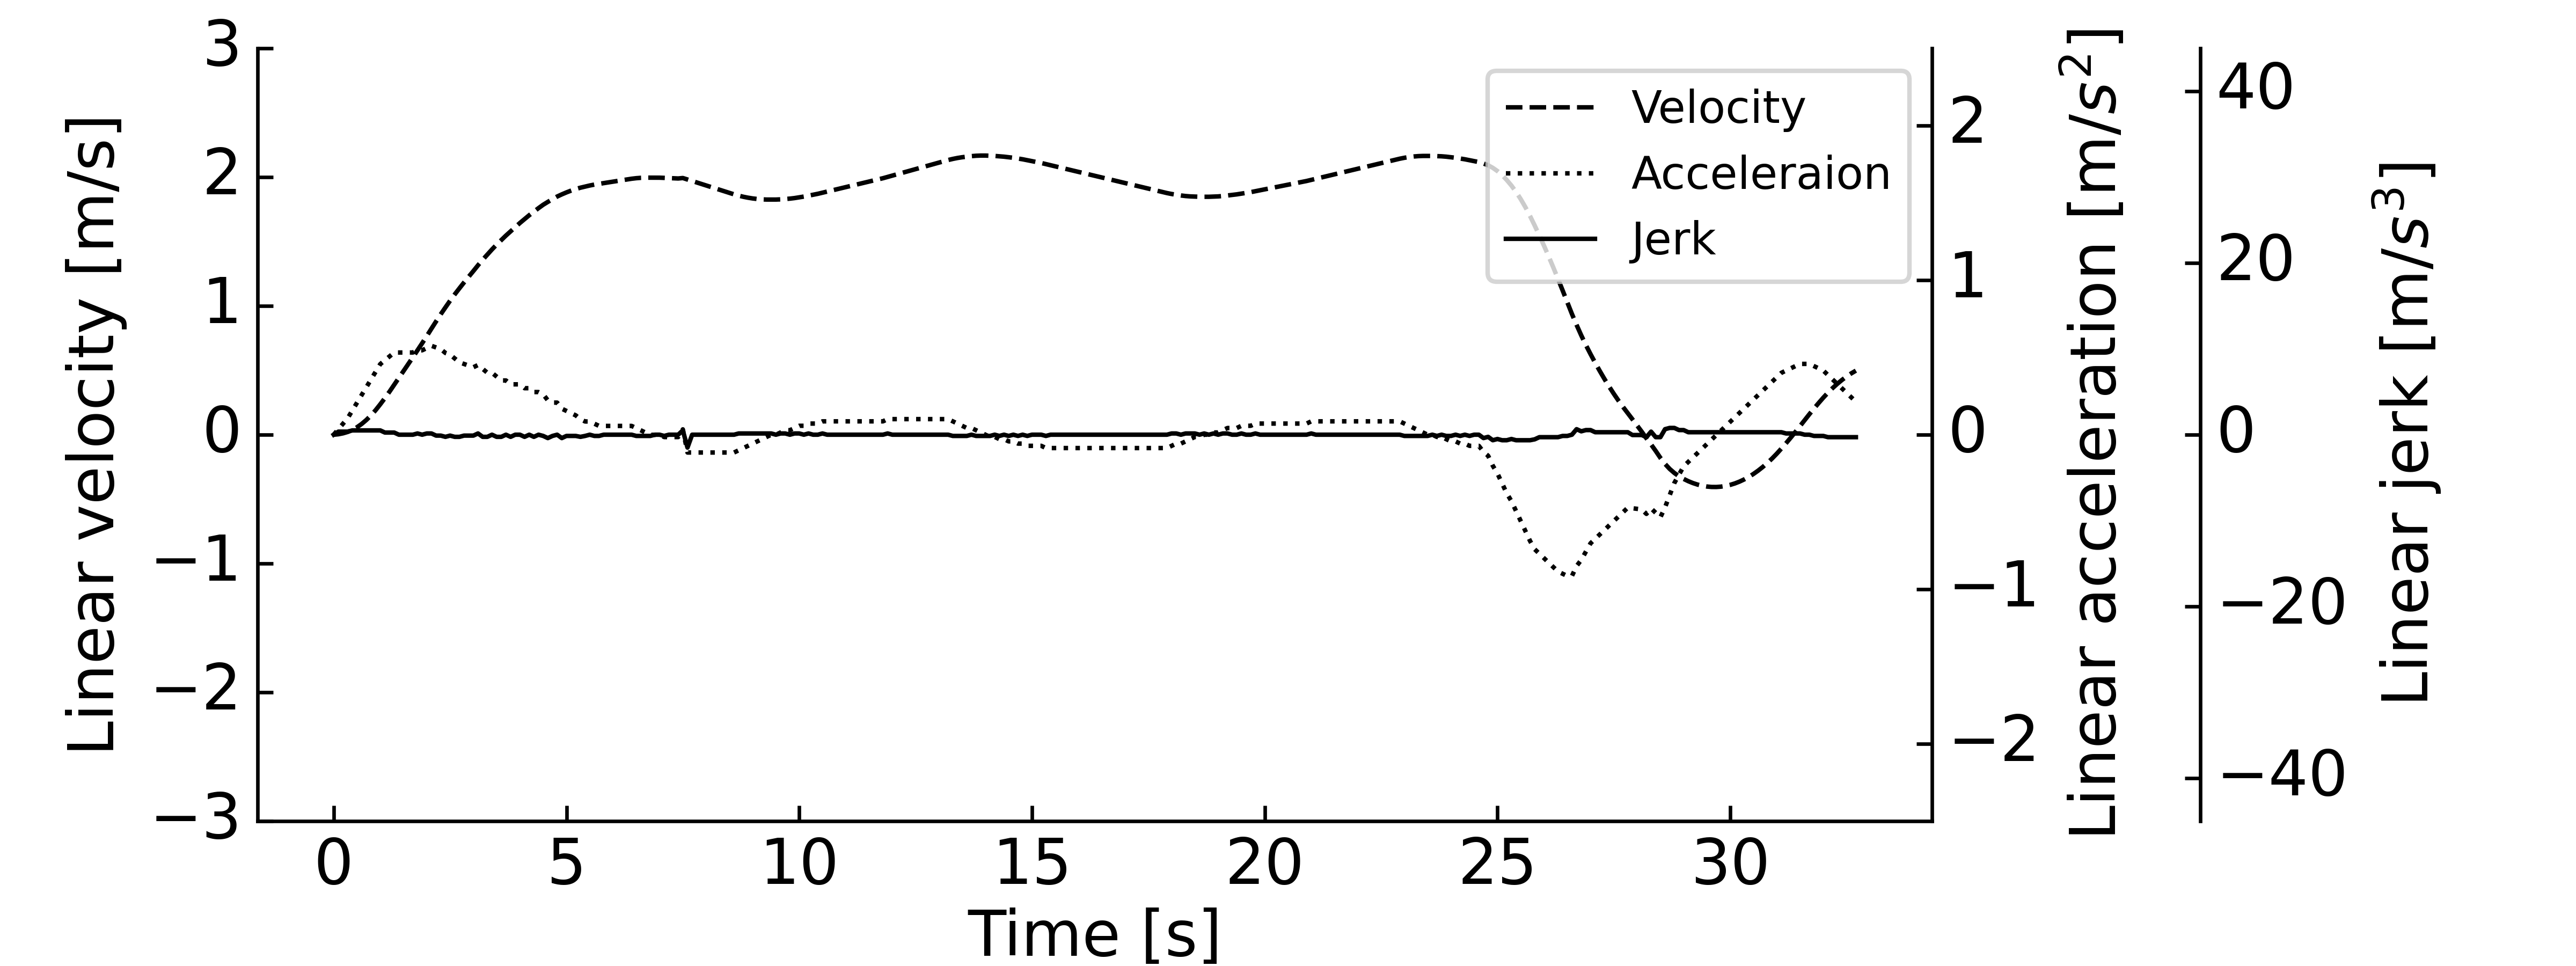 Linear velocity [m/s]
3
2
1
0
−1
−2
−3
0 5 10 15 20 25 30
Time [s]
Velocity
Acceleraion
Jerk
2
1
0
−1
−2
Linear acceleration [m/s²]
40
20
0
−20
−40
Linear jerk [m/s³]